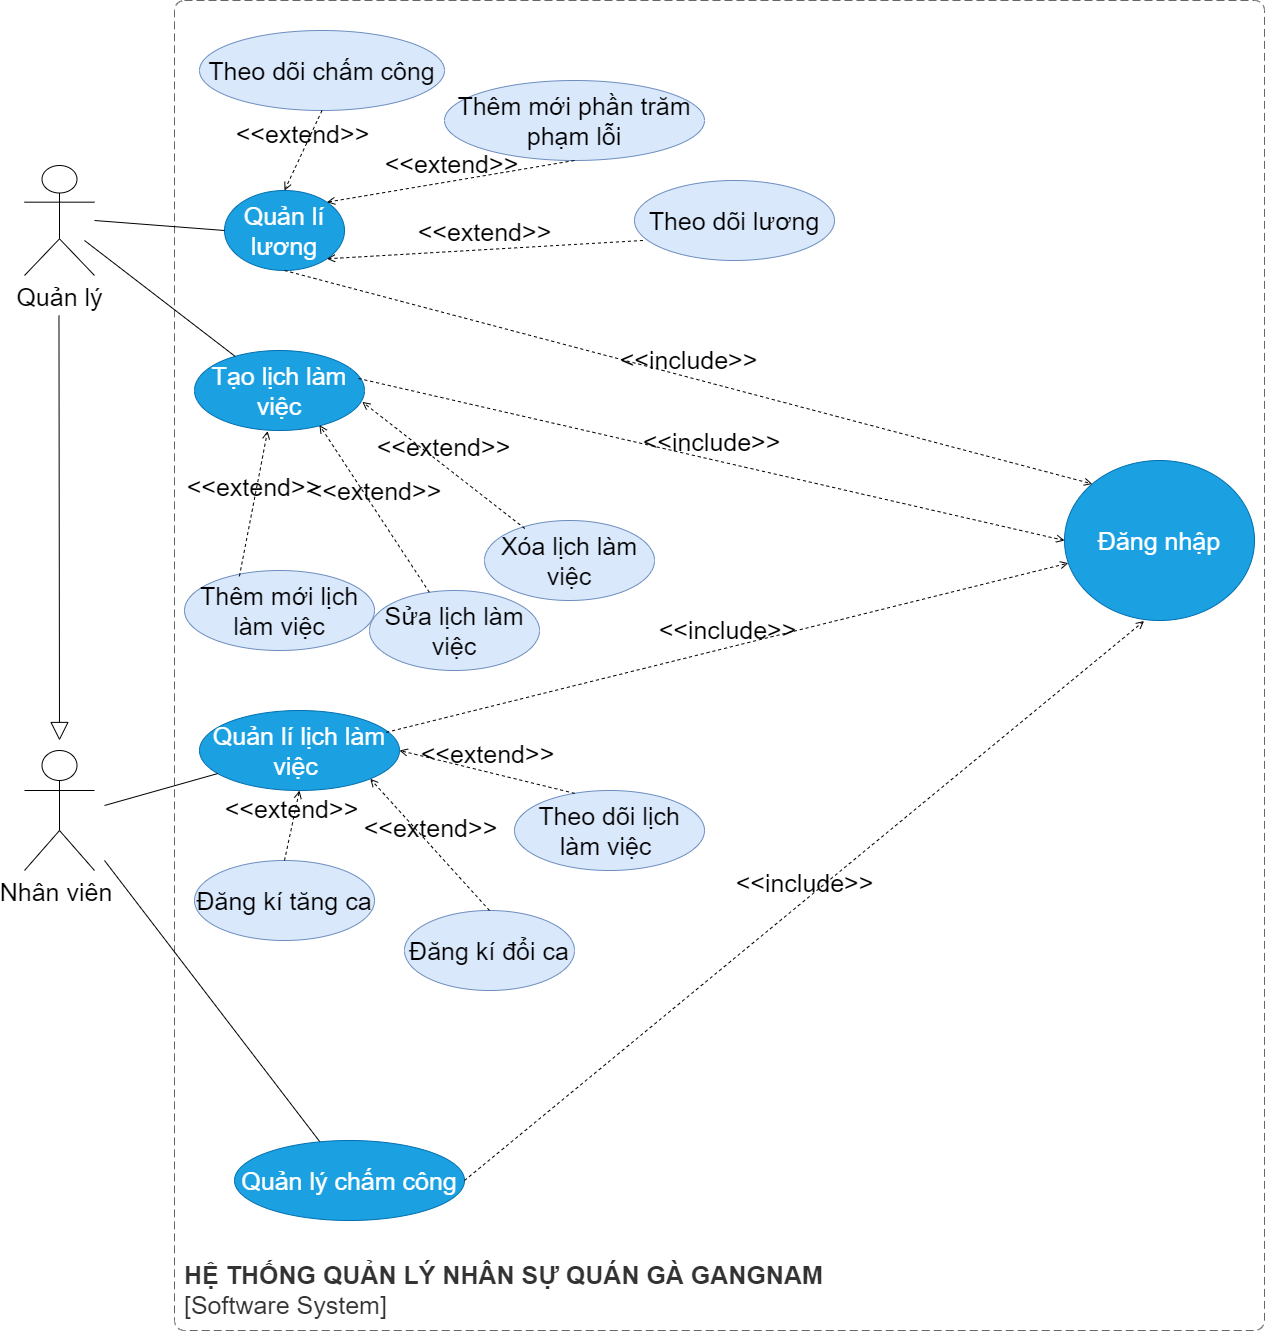 Theo dõi chấm công
<<extend>>
Thêm mới phần trăm
phạm lỗi
<<extend>>
Quản lí
lương
Theo dõi lương
<<extend>>
Quản lý
<<include>>
Tạo lịch làm
việc
<<include>>
<<extend>>
<<extend>>
<<extend>>
Xóa lịch làm
việc
Đăng nhập
Thêm mới lịch
làm việc
Sửa lịch làm
việc
<<include>>
Quản lí lịch làm
việc
<<extend>>
<<extend>>
<<extend>>
Theo dõi lịch
làm việc
Nhân viên
Đăng kí tăng ca
Đăng kí đổi ca
<<include>>
Quản lý chấm công
HỆ THỐNG QUẢN LÝ NHÂN SỰ QUÁN GÀ GANGNAM
[Software System]